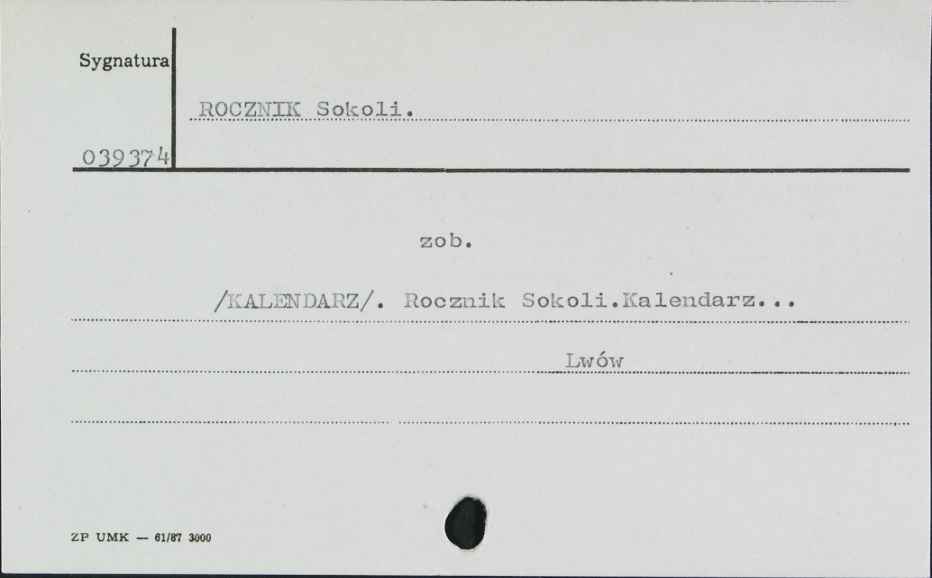 Sygnatura
ROCZNIK Sokoli.
039374
zob.
/KALENDARZ/. Rocznik Sokoli.Kalendarz...
Lwów
ZP UMK — 61/87 3000